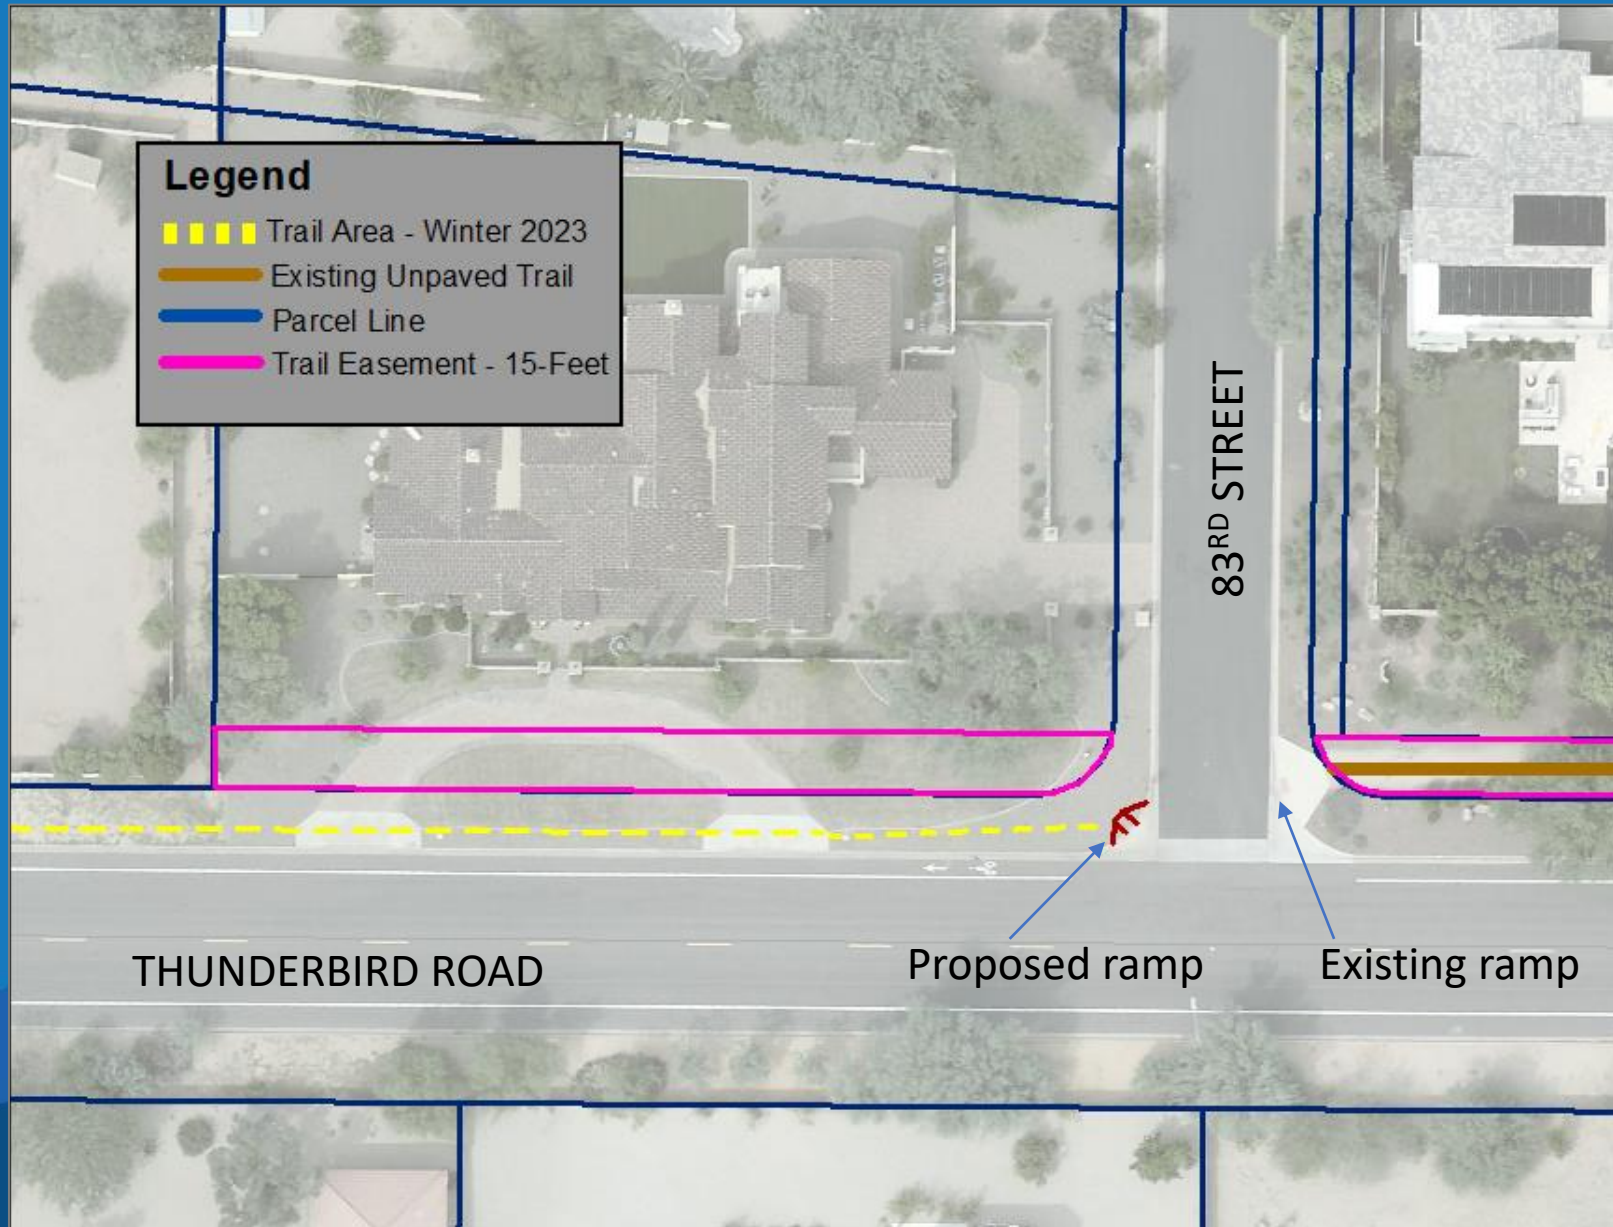 Legend
Trail Area - Winter 2023
Existing Unpaved Trail
Parcel Line
Trail Easement - 15-Feet
83RD STREET
THUNDERBIRD ROAD
Proposed ramp
Existing ramp